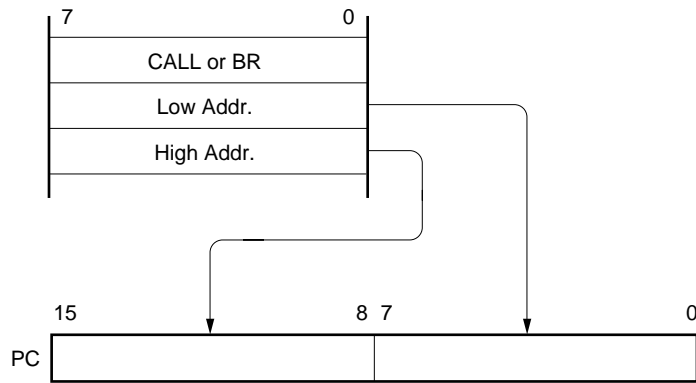 7 0
CALL or BR
Low Addr.
High Addr.
15 8 7 0
PC